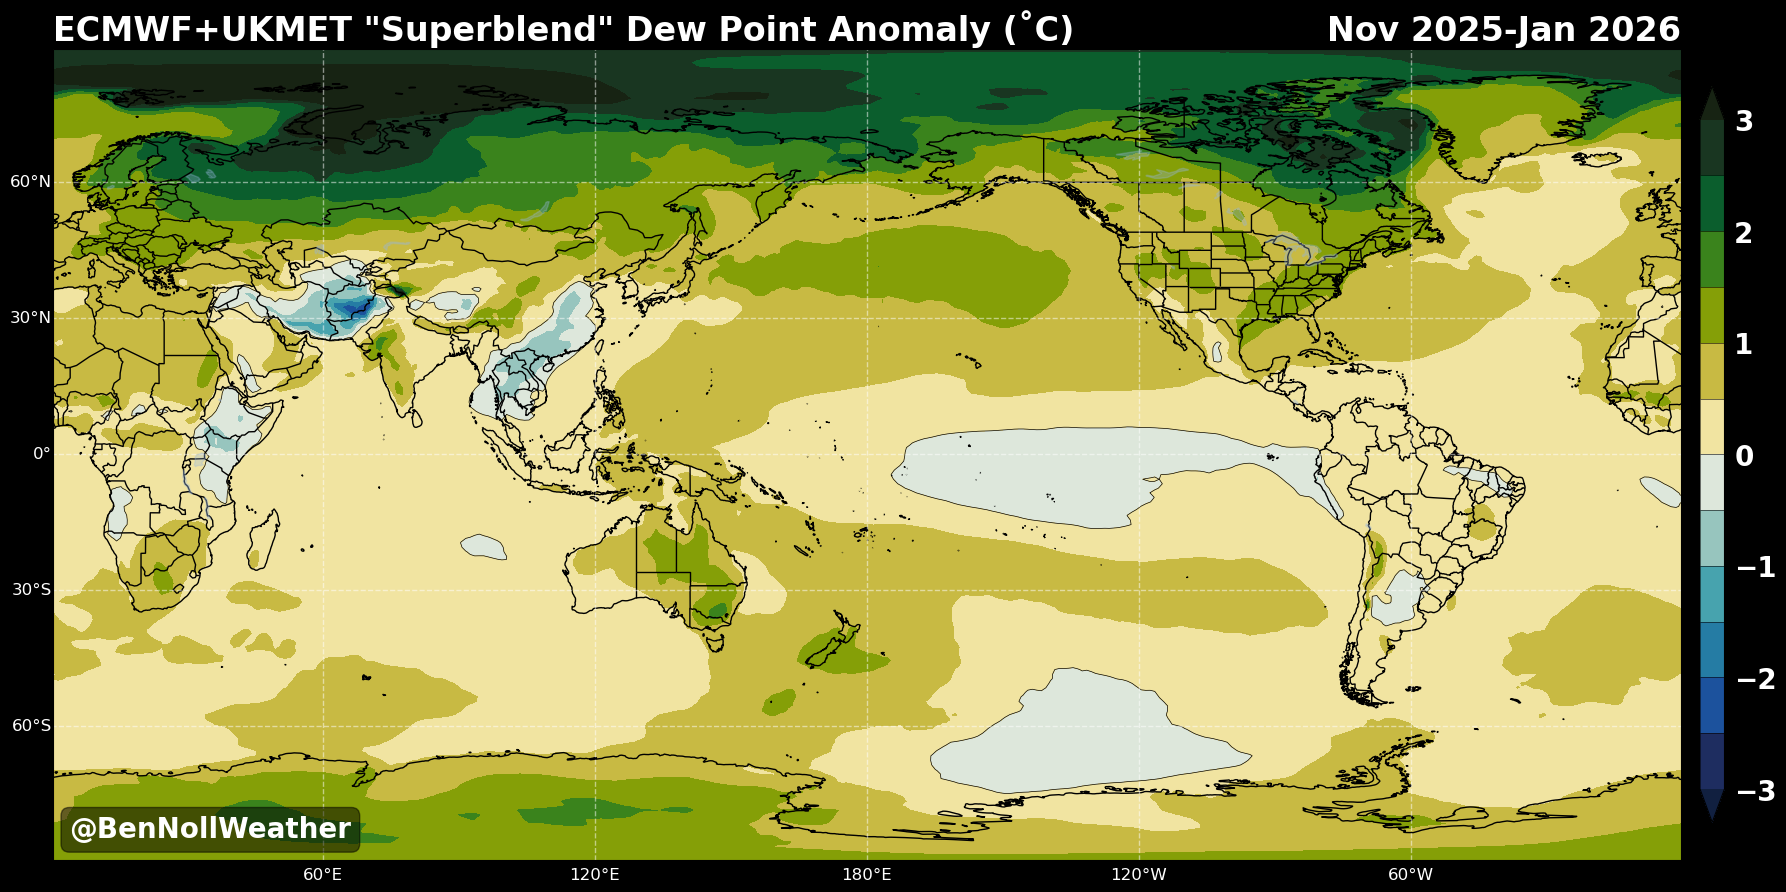 ECMWF+UKMET "Superblend" Dew Point Anomaly (˚C)
Nov 2025-Jan 2026
3
2
1
0
−1
−2
−3
60°N
30°N
0°
30°S
60°S
@BenNollWeather
60°E
120°E
180°E
120°W
60°W